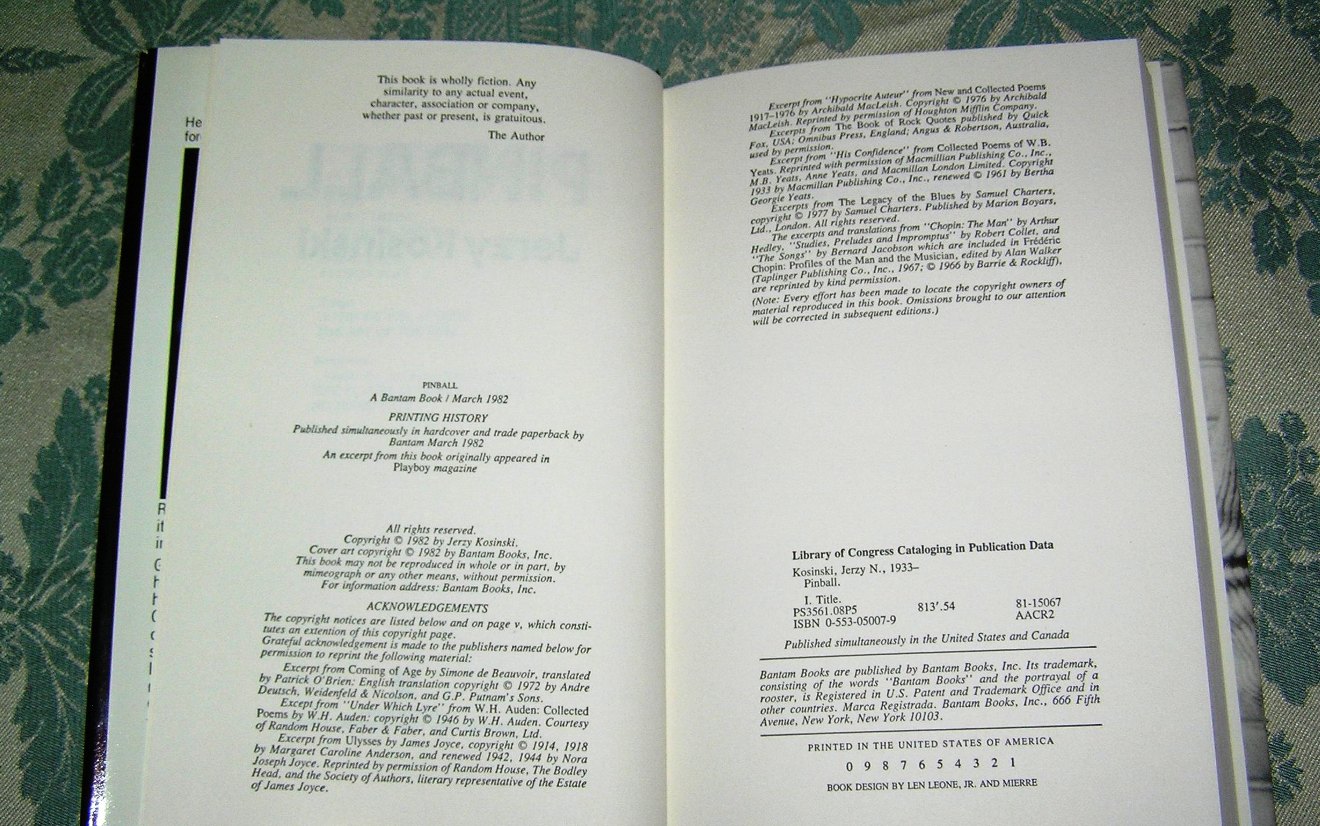 This book is wholly fiction. Any
similarity to any actual event,
character, association or company,
whether past or present, is gratuitous.
The Author
PINBALL
A Bantam Book / March 1982
PRINTING HISTORY
Published simultaneously in hardcover and trade paperback by
Bantam March 1982
An excerpt from this book originally appeared in
Playboy magazine
All rights reserved.
Copyright © 1982 by Jerzy Kosinski.
Cover art copyright © 1982 by Bantam Books, Inc.
This book may not be reproduced in whole or in part, by
mimeograph or any other means, without permission.
For information address: Bantam Books, Inc.
ACKNOWLEDGEMENTS
The copyright notices are listed below and on page v, which consti-
tutes an extention of this copyright page.
Grateful acknowledgement is made to the publishers named below for
permission to reprint the following material:
Excerpt from Coming of Age by Simone de Beauvoir, translated
by Patrick O'Brien: English translation copyright © 1972 by Andre
Deutsch, Weidenfeld & Nicolson, and G.P. Putnam's Sons.
Except from "Under Which Lyre" from W.H. Auden: Collected
Poems by W.H. Auden: copyright © 1946 by W.H. Auden. Courtesy
of Random House, Faber & Faber, and Curtis Brown, Ltd.
Excerpt from Ulysses by James Joyce, copyright © 1914, 1918
by Margaret Caroline Anderson, and renewed 1942, 1944 by Nora
Joseph Joyce. Reprinted by permission of Random House, The Bodley
Head, and the Society of Authors, literary representative of the Estate
of James Joyce.
Excerpt from "Hypocrite Auteur" from New and Collected Poems
1917–1976 by Archibald MacLeish. Copyright © 1976 by Archibald
MacLeish. Reprinted by permission of Houghton Mifflin Company.
Excerpts from The Book of Rock Quotes published by Quick
Fox, USA; Omnibus Press, England; Angus & Robertson, Australia,
used by permission.
Excerpt from "His Confidence" from Collected Poems of W.B.
Yeats. Reprinted with permission of Macmillian Publishing Co., Inc.,
M.B. Yeats, Anne Yeats, and Macmillan London Limited. Copyright
1933 by Macmillan Publishing Co., Inc., renewed © 1961 by Bertha
Georgie Yeats.
Excerpts from The Legacy of the Blues by Samuel Charters,
copyright © 1977 by Samuel Charters. Published by Marion Boyars,
Ltd., London. All rights reserved.
The excerpts and translations from "Chopin: The Man" by Arthur
Hedley, "Studies, Preludes and Impromptus" by Robert Collet, and
"The Songs" by Bernard Jacobson which are included in Frédéric
Chopin: Profiles of the Man and the Musician, edited by Alan Walker
(Taplinger Publishing Co., Inc., 1967; © 1966 by Barrie & Rockliff),
are reprinted by kind permission.
(Note: Every effort has been made to locate the copyright owners of
material reproduced in this book. Omissions brought to our attention
will be corrected in subsequent editions.)
Library of Congress Cataloging in Publication Data
Kosinski, Jerzy N., 1933–
Pinball.
I. Title.
PS3561.08P5 813'.54 81-15067
ISBN 0-553-05007-9 AACR2
Published simultaneously in the United States and Canada
Bantam Books are published by Bantam Books, Inc. Its trademark,
consisting of the words "Bantam Books" and the portrayal of a
rooster, is Registered in U.S. Patent and Trademark Office and in
other countries. Marca Registrada. Bantam Books, Inc., 666 Fifth
Avenue, New York, New York 10103.
PRINTED IN THE UNITED STATES OF AMERICA
0 9 8 7 6 5 4 3 2 1
BOOK DESIGN BY LEN LEONE, JR. AND MIERRE